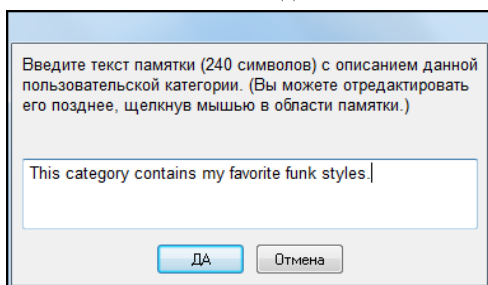 Введите текст памятки (240 символов) с описанием данной
пользовательской категории. (Вы можете отредактировать
его позднее, щелкнув мышью в области памятки.)
This category contains my favorite funk styles.
ДА
Отмена